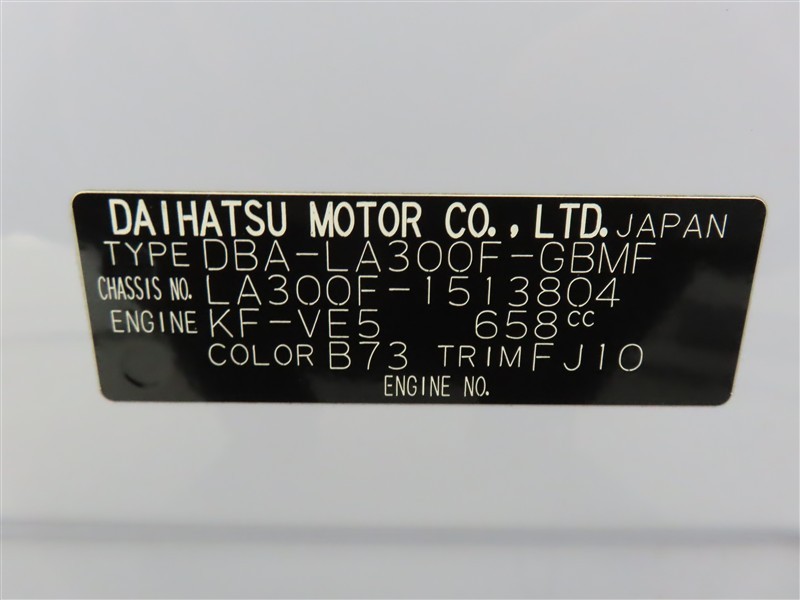 DAIHATSU MOTOR CO., LTD. JAPAN
TYPE DBA-LA300F-GBMF
CHASSIS NO. LA300F-1513804
ENGINE KF-VE5 658cc
COLOR B73 TRIM FJ10
ENGINE NO.